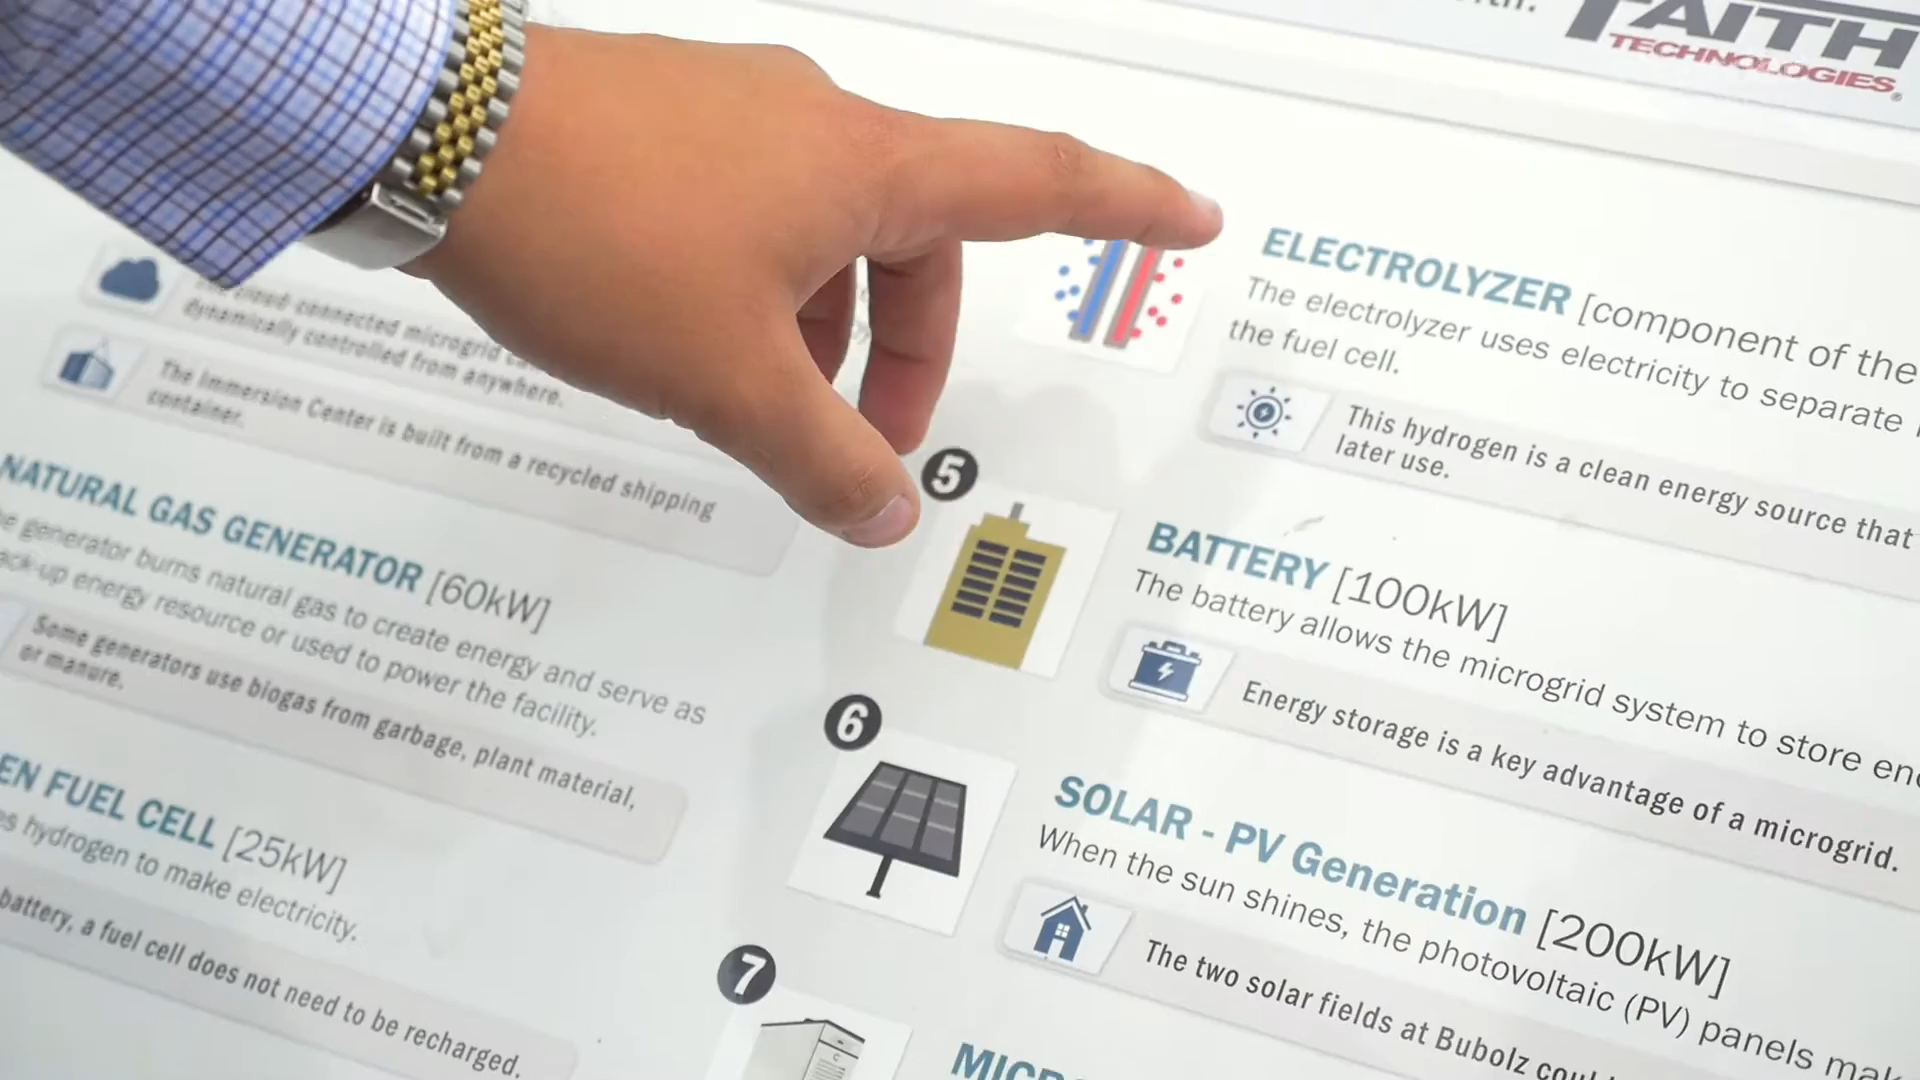 FAITH
TECHNOLOGIES®
cloud-connected microgrid
dynamically controlled from anywhere.
The Immersion Center is built from a recycled shipping
container.
NATURAL GAS GENERATOR [60kW]
generator burns natural gas to create energy and serve as
energy resource or used to power the facility.
Some generators use biogas from garbage, plant material,
or manure.
FUEL CELL [25kW]
hydrogen to make electricity.
battery, a fuel cell does not need to be recharged.
ELECTROLYZER [component of the
The electrolyzer uses electricity to separate
the fuel cell.
This hydrogen is a clean energy source that
later use.
5
BATTERY [100kW]
The battery allows the microgrid system to store
Energy storage is a key advantage of a microgrid.
6
SOLAR - PV Generation [200kW]
When the sun shines, the photovoltaic (PV) panels
The two solar fields at Bubolz
7